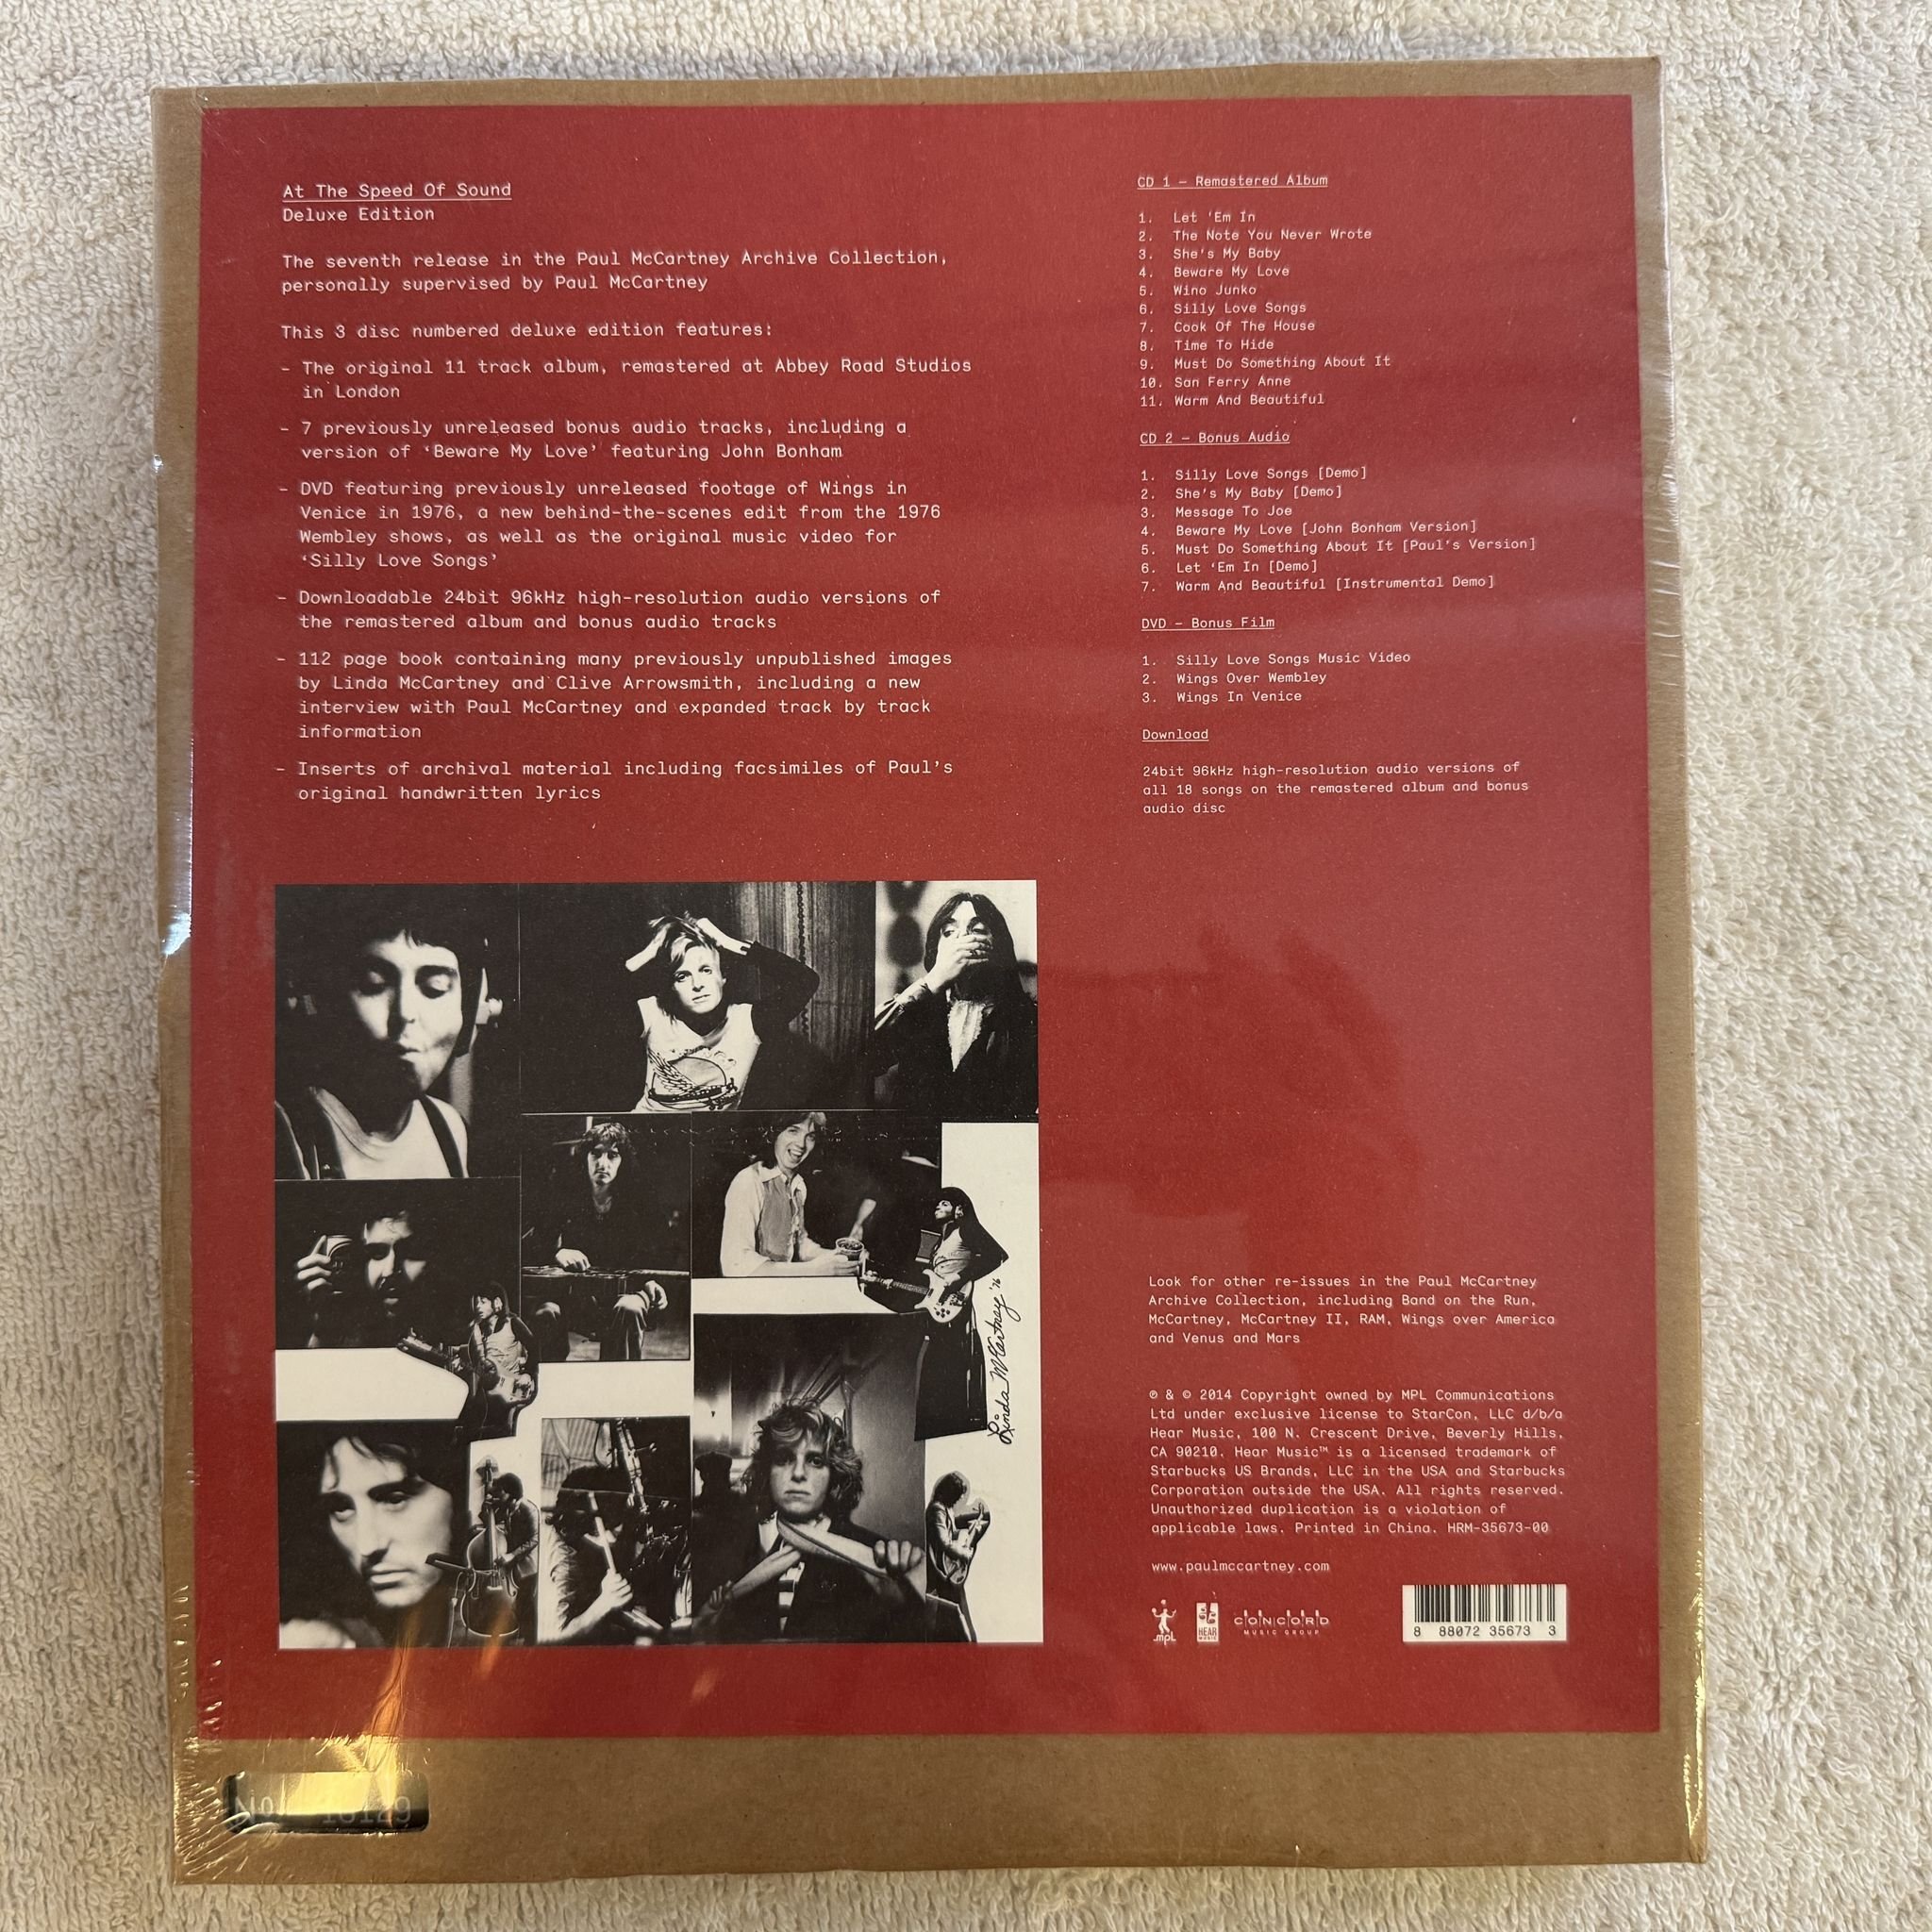 At The Speed Of Sound
Deluxe Edition
The seventh release in the Paul McCartney Archive Collection,
personally supervised by Paul McCartney
This 3 disc numbered deluxe edition features:
– The original 11 track album, remastered at Abbey Road Studios
in London
– 7 previously unreleased bonus audio tracks, including a
version of ‘Beware My Love’ featuring John Bonham
– DVD featuring previously unreleased footage of Wings in
Venice in 1976, a new behind-the-scenes edit from the 1976
Wembley shows, as well as the original music video for
‘Silly Love Songs’
– Downloadable 24bit 96kHz high-resolution audio versions of
the remastered album and bonus audio tracks
– 112 page book containing many previously unpublished images
by Linda McCartney and Clive Arrowsmith, including a new
interview with Paul McCartney and expanded track by track
information
– Inserts of archival material including facsimiles of Paul’s
original handwritten lyrics
CD 1 – Remastered Album
1. Let ‘Em In
2. The Note You Never Wrote
3. She’s My Baby
4. Beware My Love
5. Wino Junko
6. Silly Love Songs
7. Cook Of The House
8. Time To Hide
9. Must Do Something About It
10. San Ferry Anne
11. Warm And Beautiful
CD 2 – Bonus Audio
1. Silly Love Songs [Demo]
2. She’s My Baby [Demo]
3. Message To Joe
4. Beware My Love [John Bonham Version]
5. Must Do Something About It [Paul’s Version]
6. Let ‘Em In [Demo]
7. Warm And Beautiful [Instrumental Demo]
DVD – Bonus Film
1. Silly Love Songs Music Video
2. Wings Over Wembley
3. Wings In Venice
Download
24bit 96kHz high-resolution audio versions of
all 18 songs on the remastered album and bonus
audio disc
Linda McCartney '76
Look for other re-issues in the Paul McCartney
Archive Collection, including Band on the Run,
McCartney, McCartney II, RAM, Wings over America
and Venus and Mars
℗ & © 2014 Copyright owned by MPL Communications
Ltd under exclusive license to StarCon, LLC d/b/a
Hear Music, 100 N. Crescent Drive, Beverly Hills,
CA 90210. Hear Music™ is a licensed trademark of
Starbucks US Brands, LLC in the USA and Starbucks
Corporation outside the USA. All rights reserved.
Unauthorized duplication is a violation of
applicable laws. Printed in China. HRM-35673-00
www.paulmccartney.com
mpl
HEAR MUSIC
CONCORD
MUSIC GROUP
8 88072 35673 3
No